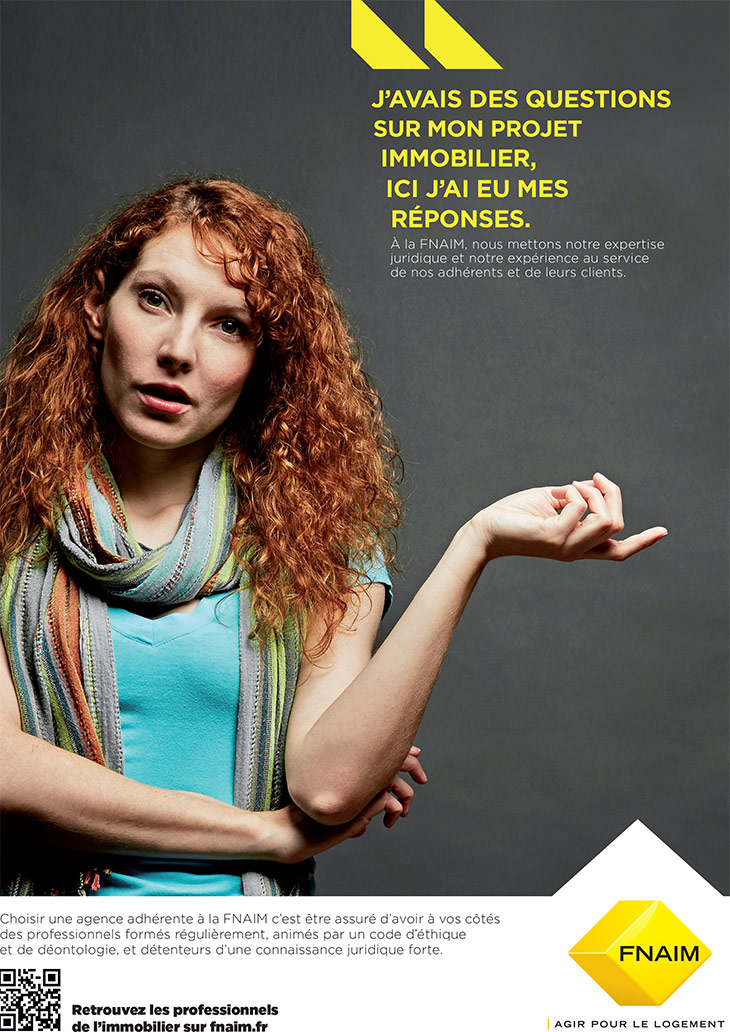 J'AVAIS DES QUESTIONS
SUR MON PROJET
IMMOBILIER,
ICI J'AI EU MES
RÉPONSES.
À la FNAIM, nous mettons notre expertise
juridique et notre expérience au service
de nos adhérents et de leurs clients.
Choisir une agence adhérente à la FNAIM c'est être assuré d'avoir à vos côtés
des professionnels formés régulièrement, animés par un code d'éthique
et de déontologie, et détenteurs d'une connaissance juridique forte.
Retrouvez les professionnels
de l'immobilier sur fnaim.fr
FNAIM
AGIR POUR LE LOGEMENT